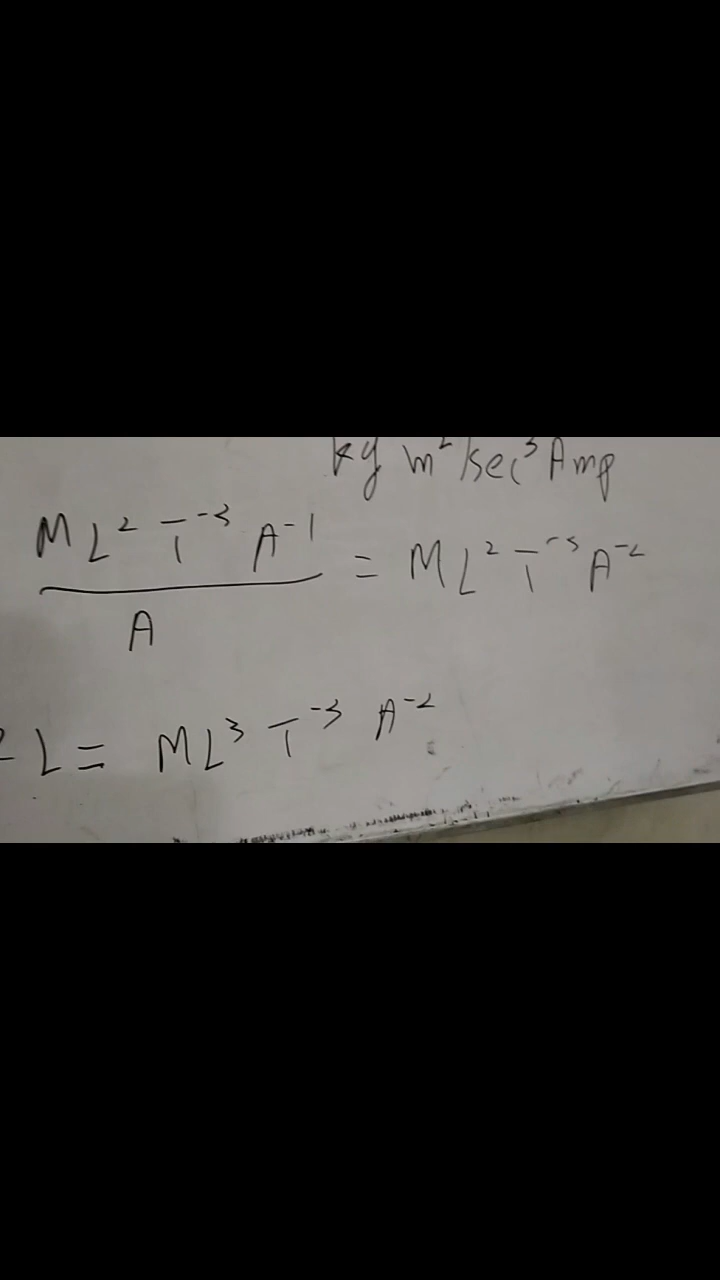 kg m²/sec³ Amp
M L² T⁻³ A⁻¹ / A = M L² T⁻³ A⁻²
L = M L³ T⁻³ A⁻²